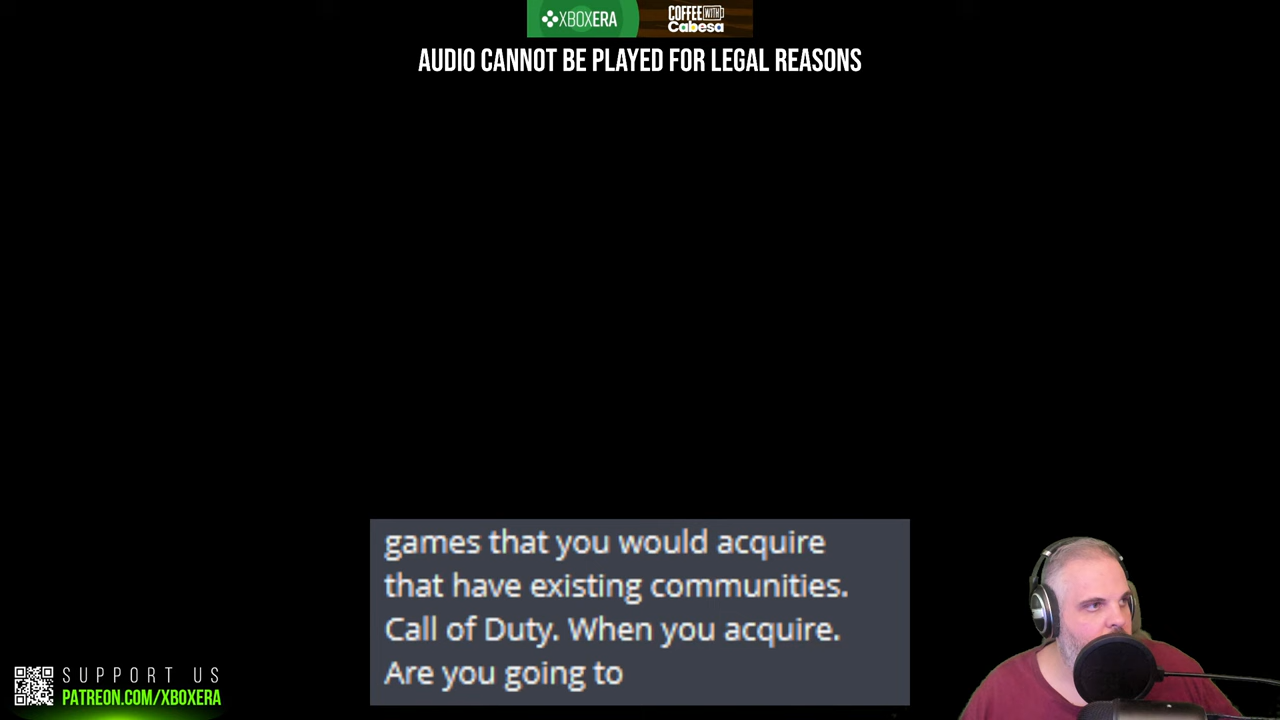 XBOXERA
COFFEE WITH
Cabesa
AUDIO CANNOT BE PLAYED FOR LEGAL REASONS
games that you would acquire
that have existing communities.
Call of Duty. When you acquire.
Are you going to
SUPPORT US
PATREON.COM/XBOXERA